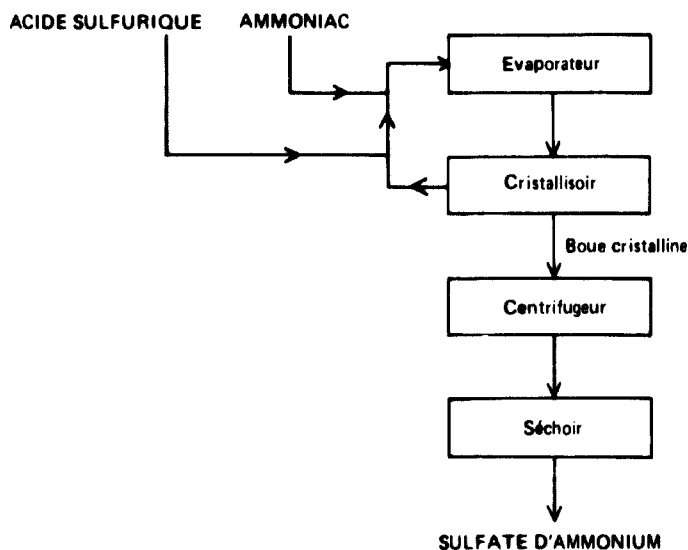 ACIDE SULFURIQUE AMMONIAC
Evaporateur
Cristallisoir
Boue cristalline
Centrifugeur
Séchoir
SULFATE D'AMMONIUM